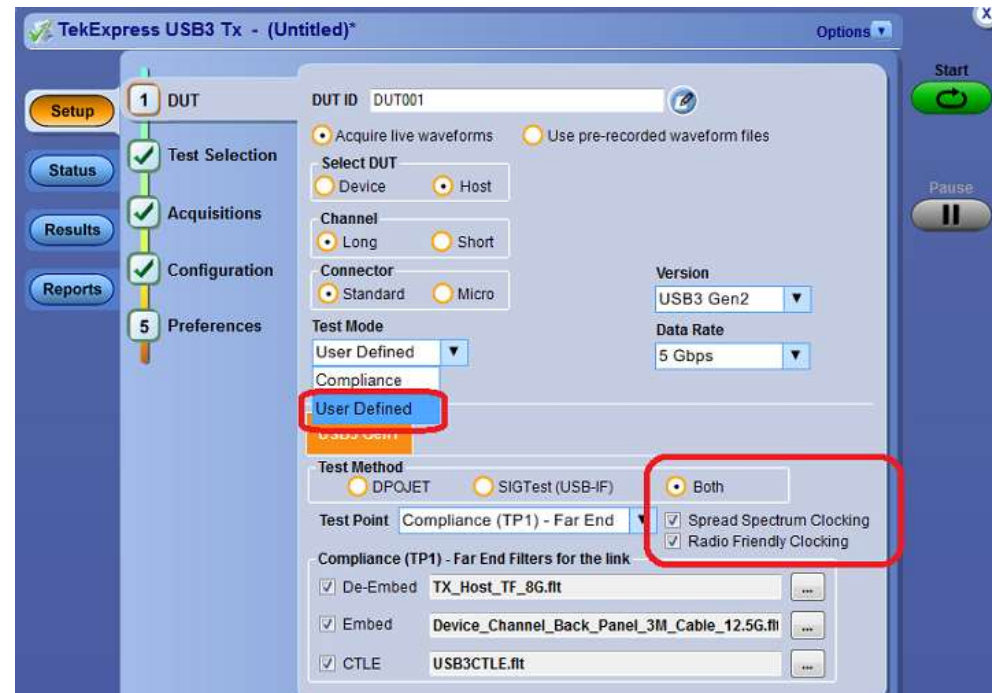 TekExpress USB3 Tx - (Untitled)*
Options
X
Start
Setup
1 DUT
DUT ID DUT001
Acquire live waveforms Use pre-recorded waveform files
Test Selection
Select DUT
Status
Device Host
Pause
Acquisitions
Channel
Results
Long Short
Configuration
Connector
Version
Reports
Standard Micro
USB3 Gen2
5 Preferences
Test Mode
Data Rate
User Defined
5 Gbps
Compliance
User Defined
USB3 Gen1
Test Method
DPOJET SIGTest (USB-IF) Both
Test Point Compliance (TP1) - Far End
Spread Spectrum Clocking
Radio Friendly Clocking
Compliance (TP1) - Far End Filters for the link
De-Embed TX_Host_TF_8G.flt ...
Embed Device_Channel_Back_Panel_3M_Cable_12.5G.fl ...
CTLE USB3CTLE.flt ...